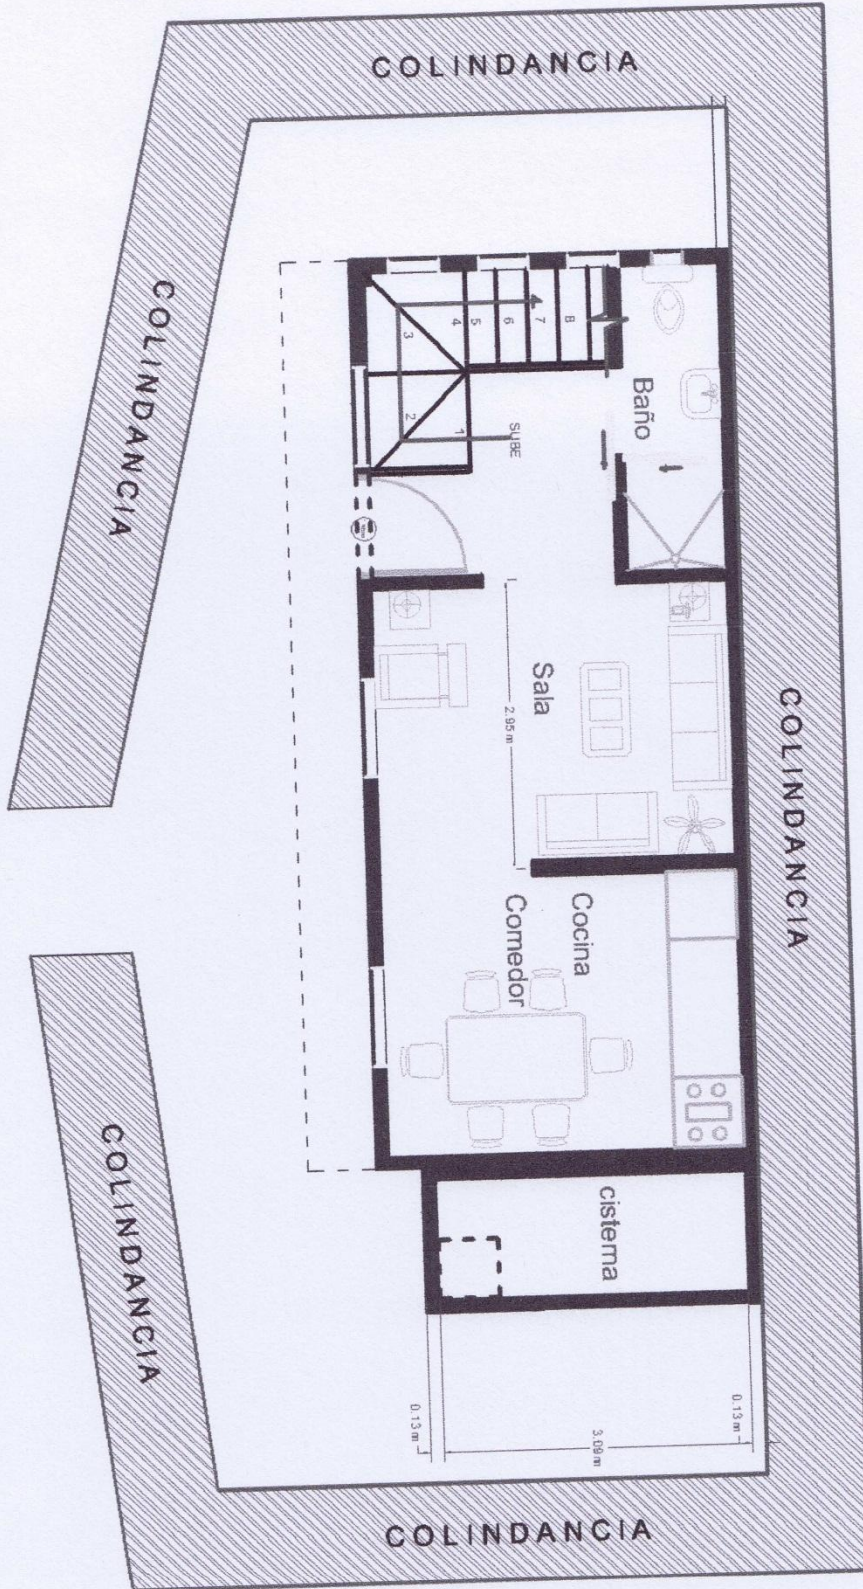 COLINDANCIA
COLINDANCIA
COLINDANCIA
COLINDANCIA
COLINDANCIA
Baño
8
7
6
5
4
3
2
1
SUBE
Sala
2.95 m
Cocina
Comedor
cisterna
0.13 m
3.09m
0.13 m